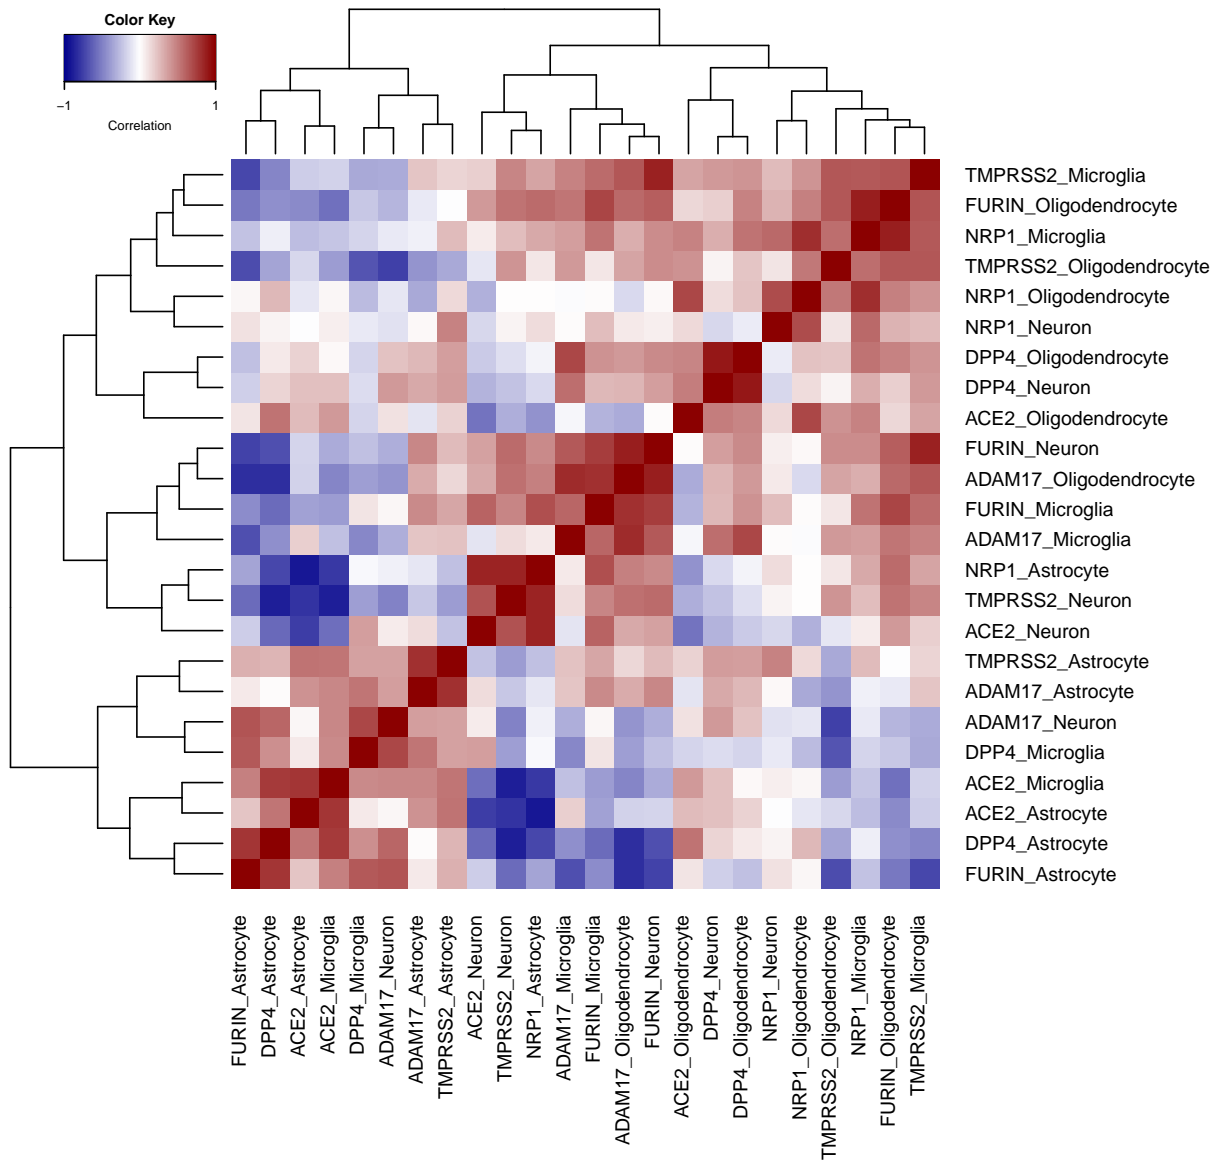 Color Key
−1
1
Correlation
TMPRSS2_Microglia
FURIN_Oligodendrocyte
NRP1_Microglia
TMPRSS2_Oligodendrocyte
NRP1_Oligodendrocyte
NRP1_Neuron
DPP4_Oligodendrocyte
DPP4_Neuron
ACE2_Oligodendrocyte
FURIN_Neuron
ADAM17_Oligodendrocyte
FURIN_Microglia
ADAM17_Microglia
NRP1_Astrocyte
TMPRSS2_Neuron
ACE2_Neuron
TMPRSS2_Astrocyte
ADAM17_Astrocyte
ADAM17_Neuron
DPP4_Microglia
ACE2_Microglia
ACE2_Astrocyte
DPP4_Astrocyte
FURIN_Astrocyte
FURIN_Astrocyte
DPP4_Astrocyte
ACE2_Astrocyte
ACE2_Microglia
DPP4_Microglia
ADAM17_Neuron
ADAM17_Astrocyte
TMPRSS2_Astrocyte
ACE2_Neuron
TMPRSS2_Neuron
NRP1_Astrocyte
ADAM17_Microglia
FURIN_Microglia
ADAM17_Oligodendrocyte
FURIN_Neuron
ACE2_Oligodendrocyte
DPP4_Neuron
DPP4_Oligodendrocyte
NRP1_Neuron
NRP1_Oligodendrocyte
TMPRSS2_Oligodendrocyte
NRP1_Microglia
FURIN_Oligodendrocyte
TMPRSS2_Microglia